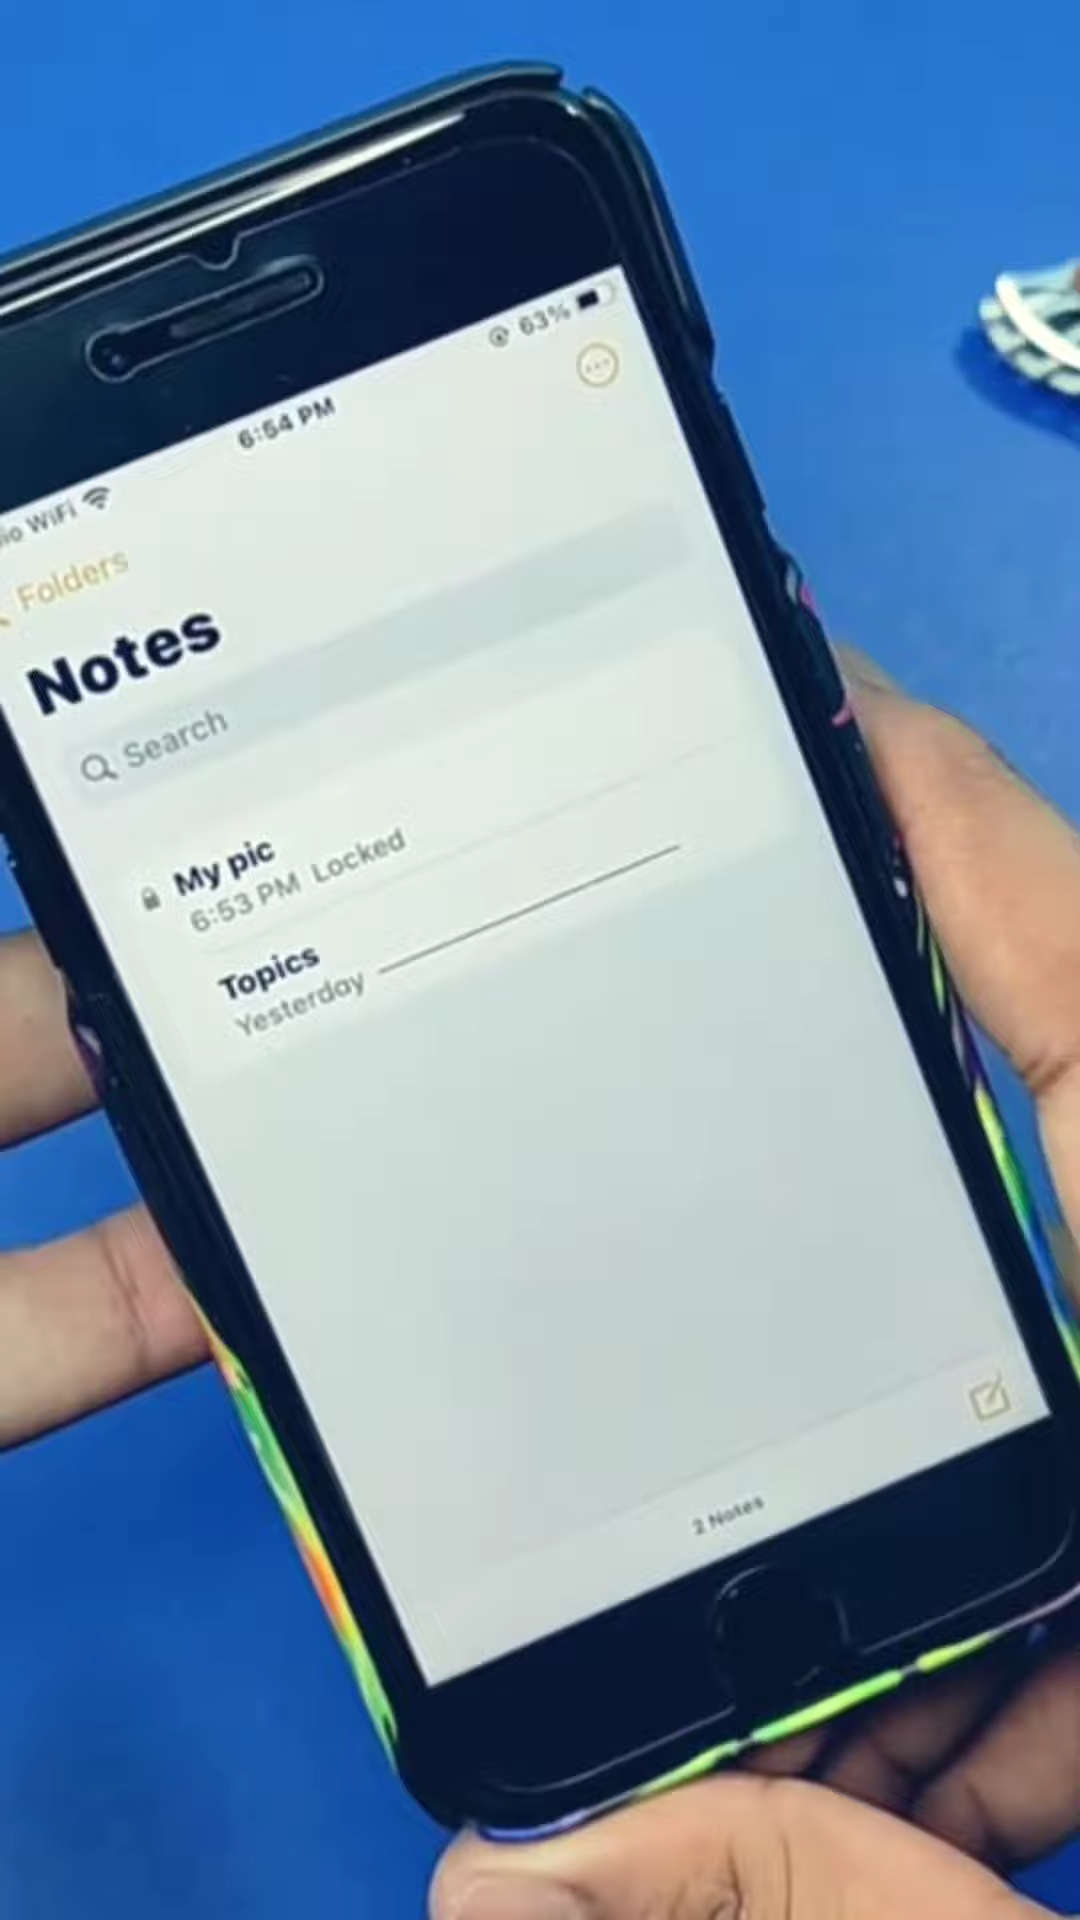 63%
6:54 PM
io WiFi
Folders
Notes
Search
My pic
6:53 PM Locked
Topics
Yesterday
2 Notes